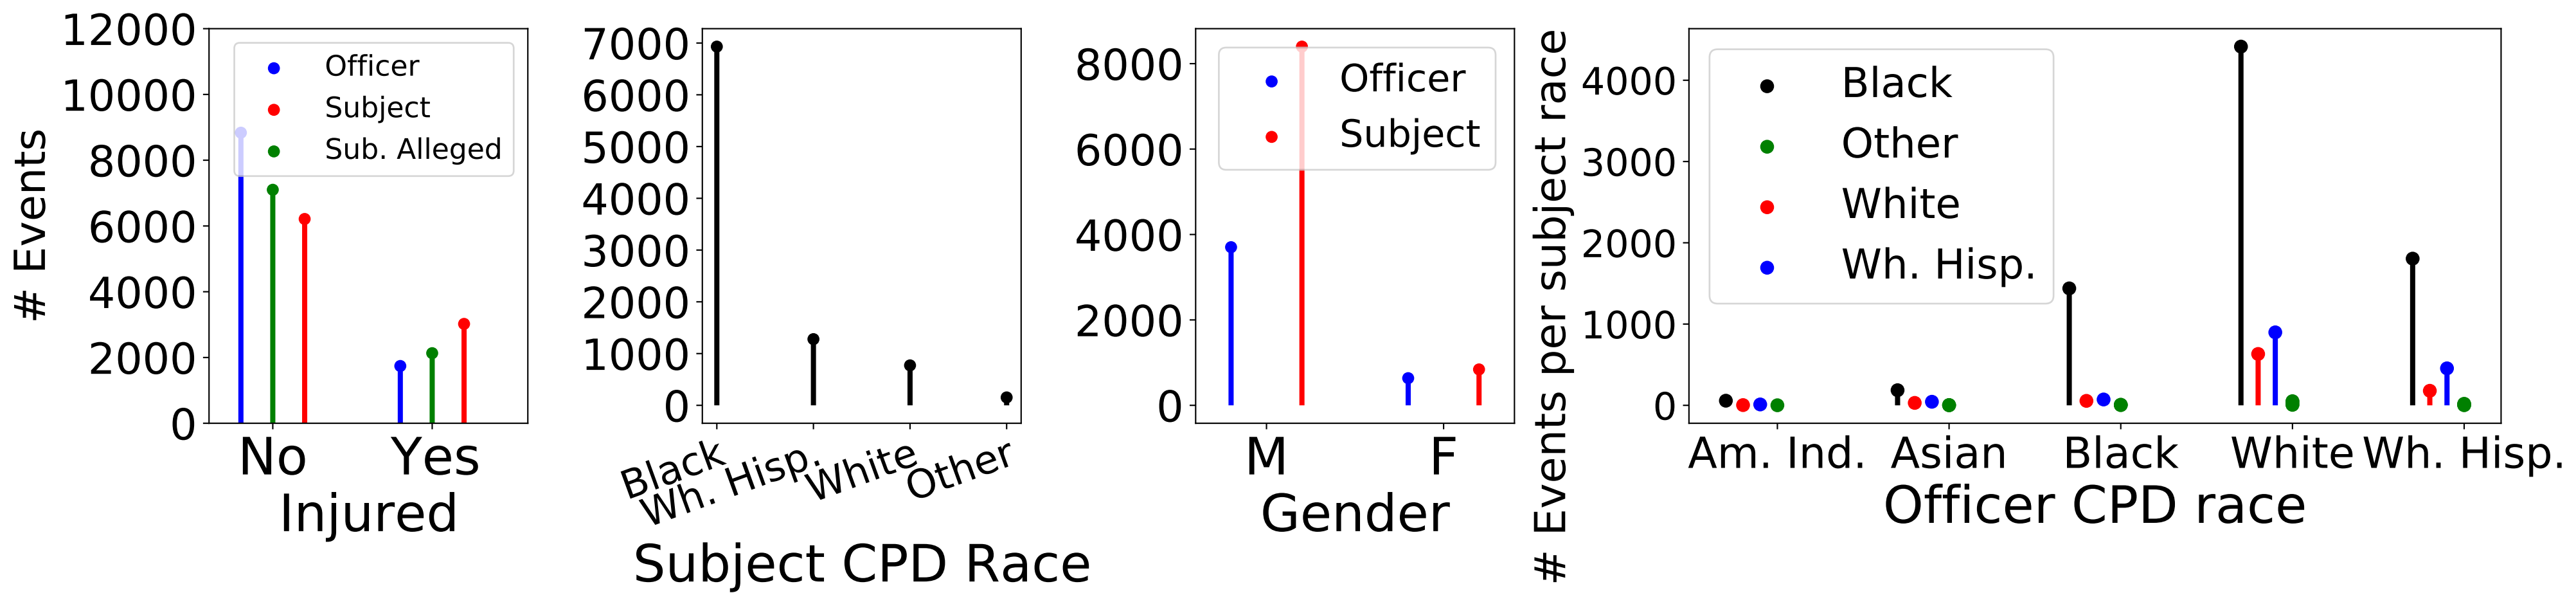 # Events
12000
10000
8000
6000
4000
2000
0
Officer
Subject
Sub. Alleged
No
Yes
Injured
7000
6000
5000
4000
3000
2000
1000
0
Black
Wh. Hisp.
White
Other
Subject CPD Race
8000
6000
4000
2000
0
Officer
Subject
M
F
Gender
# Events per subject race
4000
3000
2000
1000
0
Black
Other
White
Wh. Hisp.
Am. Ind.
Asian
Black
White
Wh. Hisp.
Officer CPD race